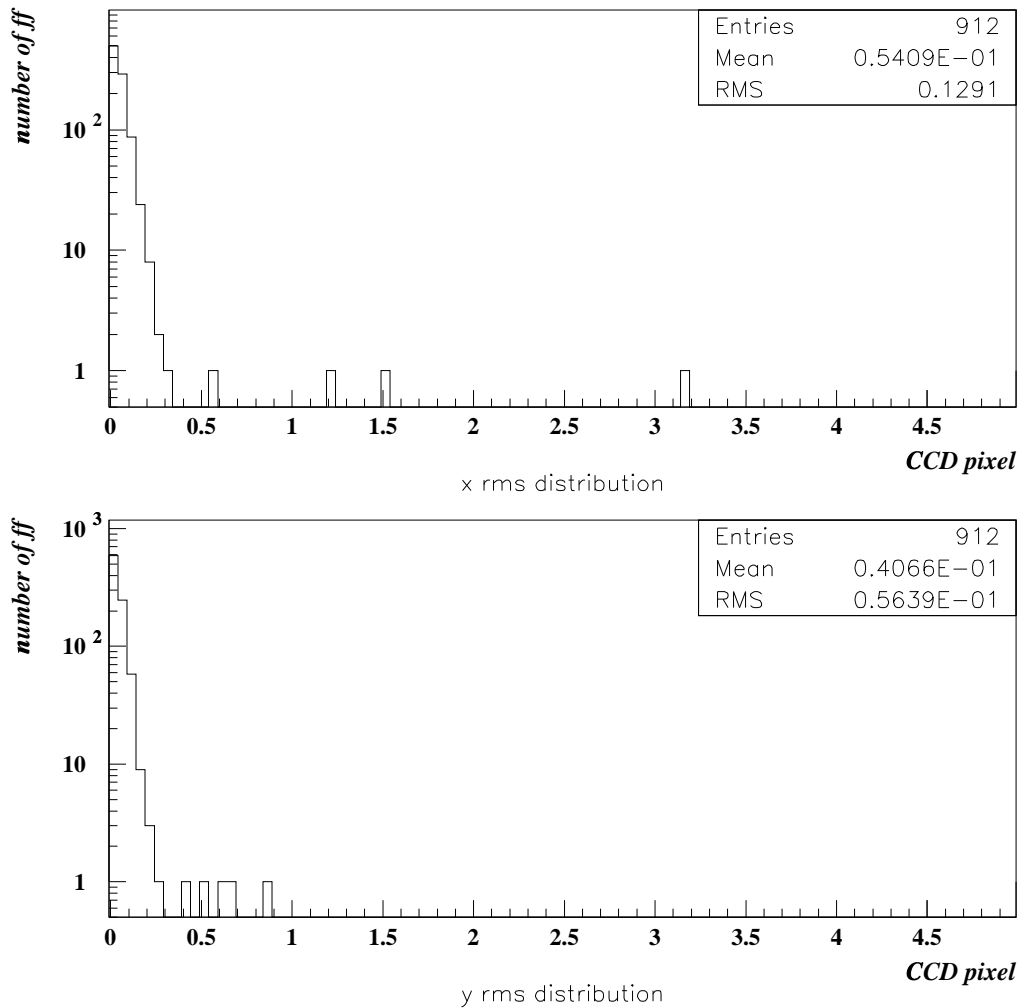 number of ff
Entries 912
Mean 0.5409E-01
RMS 0.1291
10 2
10
1
0 0.5 1 1.5 2 2.5 3 3.5 4 4.5
CCD pixel
x rms distribution
number of ff
Entries 912
Mean 0.4066E-01
RMS 0.5639E-01
10 3
10 2
10
1
0 0.5 1 1.5 2 2.5 3 3.5 4 4.5
CCD pixel
y rms distribution